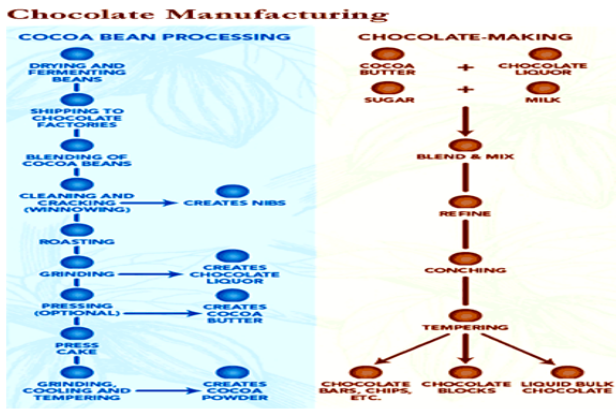 Chocolate Manufacturing
COCOA BEAN PROCESSING
DRYING AND
FERMENTING
BEANS
SHIPPING TO
CHOCOLATE
FACTORIES
BLENDING OF
COCOA BEANS
CLEANING AND
CRACKING
(WINNOWING)
CREATES NIBS
ROASTING
GRINDING
CREATES
CHOCOLATE
LIQUOR
PRESSING
(OPTIONAL)
CREATES
COCOA
BUTTER
PRESS
CAKE
GRINDING,
COOLING AND
TEMPERING
CREATES
COCOA
POWDER
CHOCOLATE-MAKING
COCOA
BUTTER
+
CHOCOLATE
LIQUOR
SUGAR
+
MILK
BLEND & MIX
REFINE
CONCHING
TEMPERING
CHOCOLATE
BARS, CHIPS,
ETC.
CHOCOLATE
BLOCKS
LIQUID BULK
CHOCOLATE